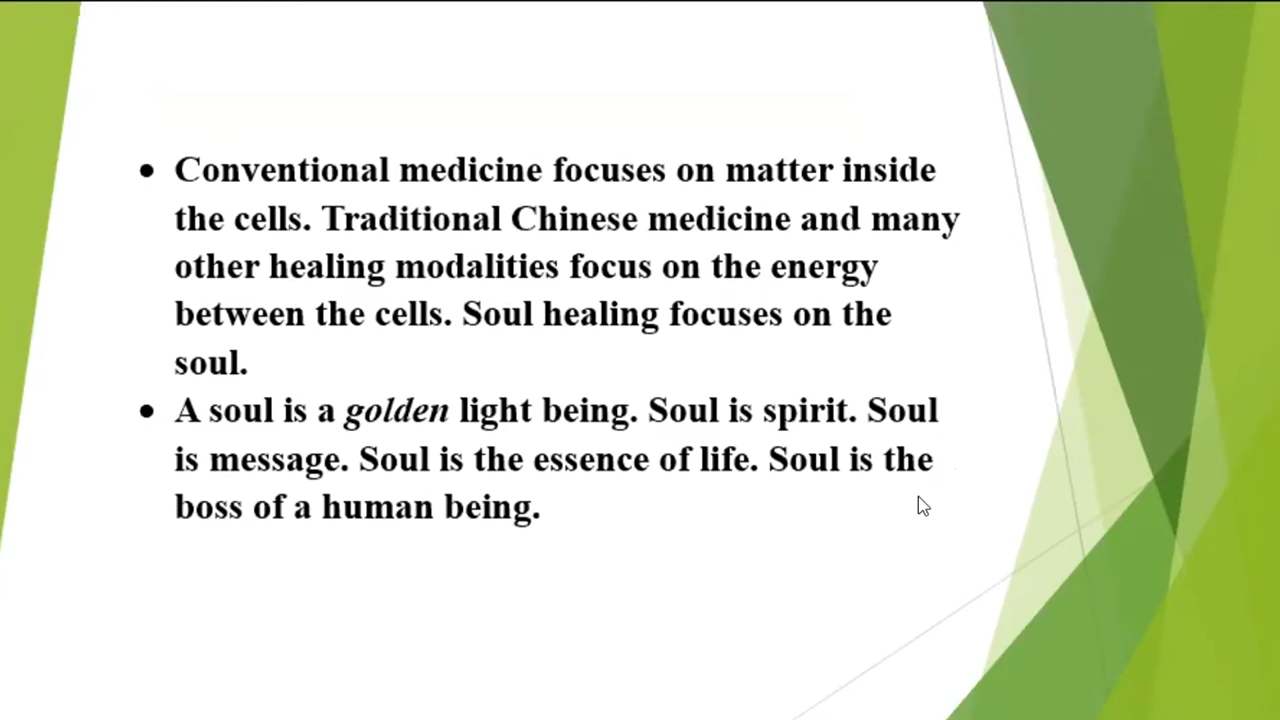 • Conventional medicine focuses on matter inside
the cells. Traditional Chinese medicine and many
other healing modalities focus on the energy
between the cells. Soul healing focuses on the
soul.
• A soul is a golden light being. Soul is spirit. Soul
is message. Soul is the essence of life. Soul is the
boss of a human being.